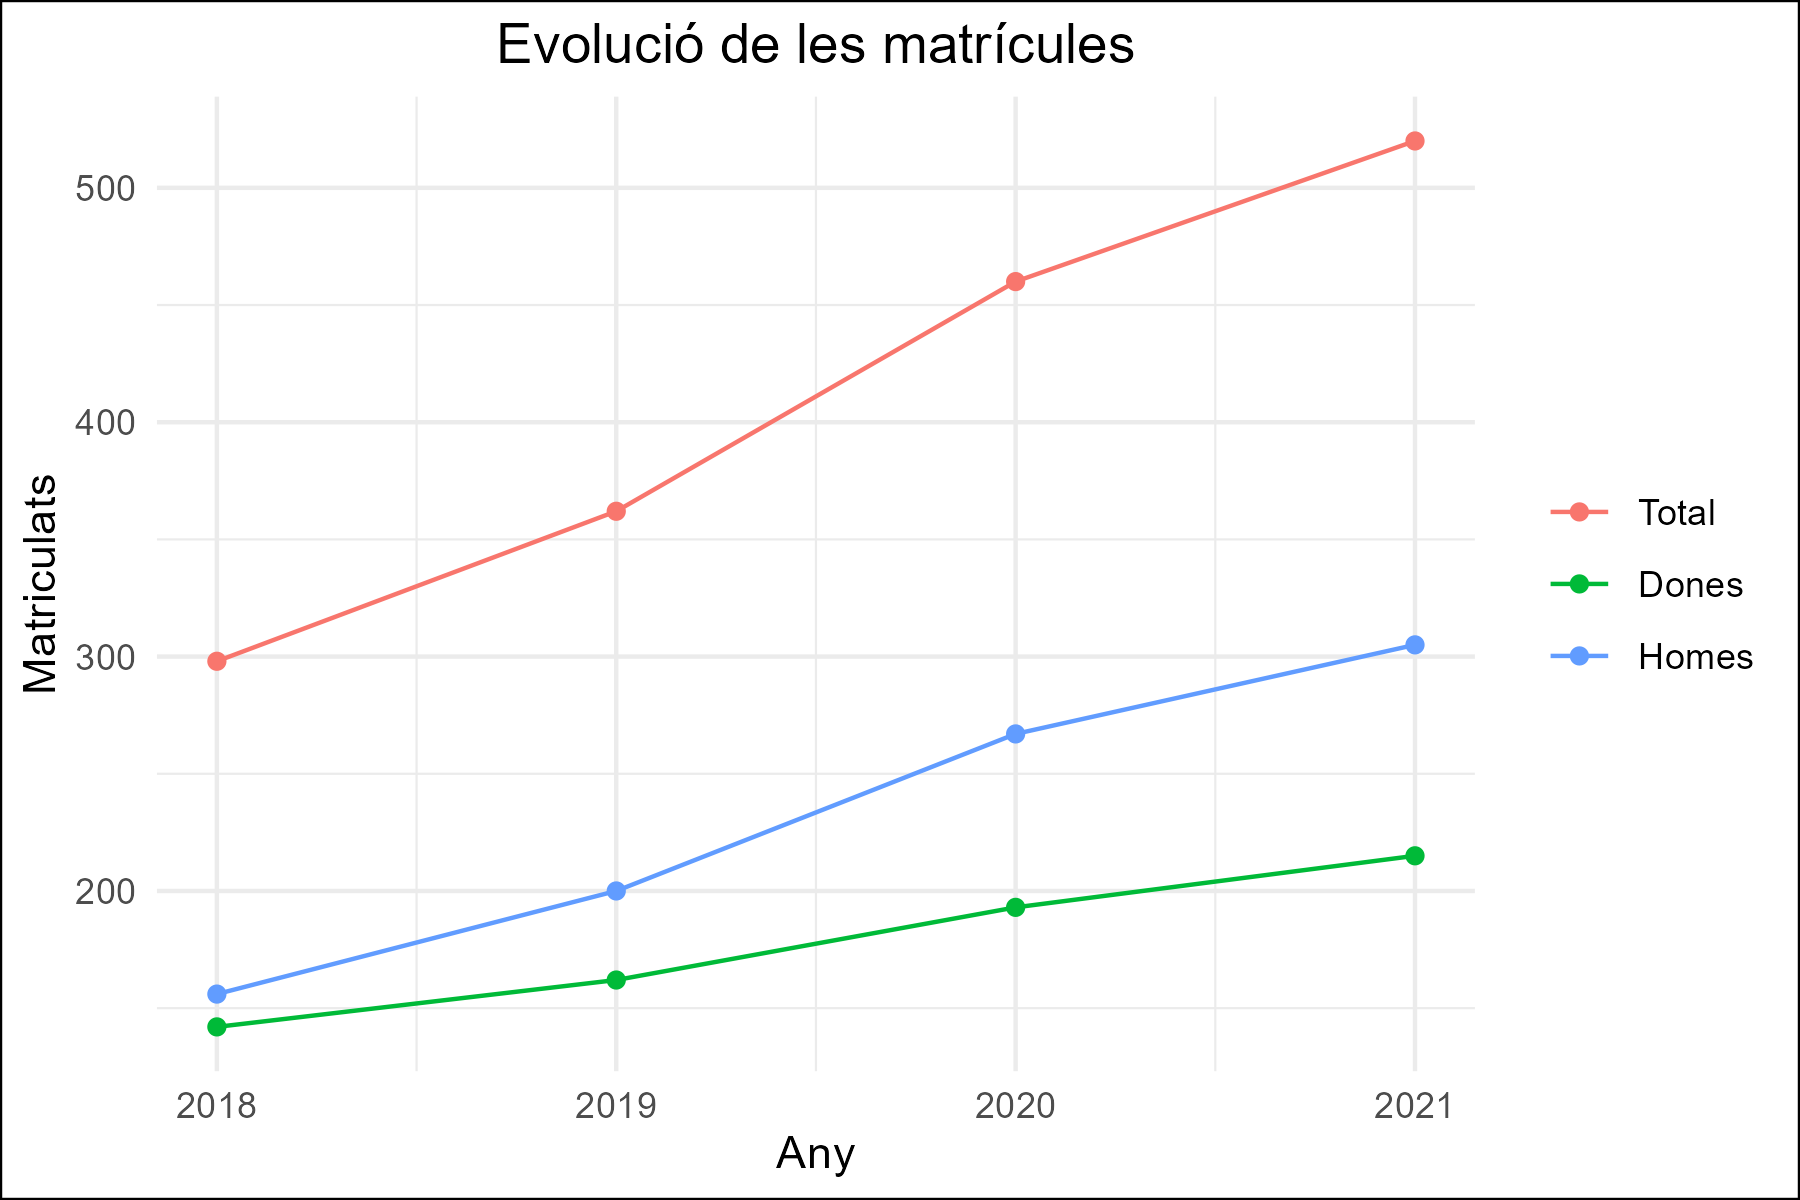 Evolució de les matrícules
500
400
300
200
Matriculats
2018 2019 2020 2021
Any
Total
Dones
Homes